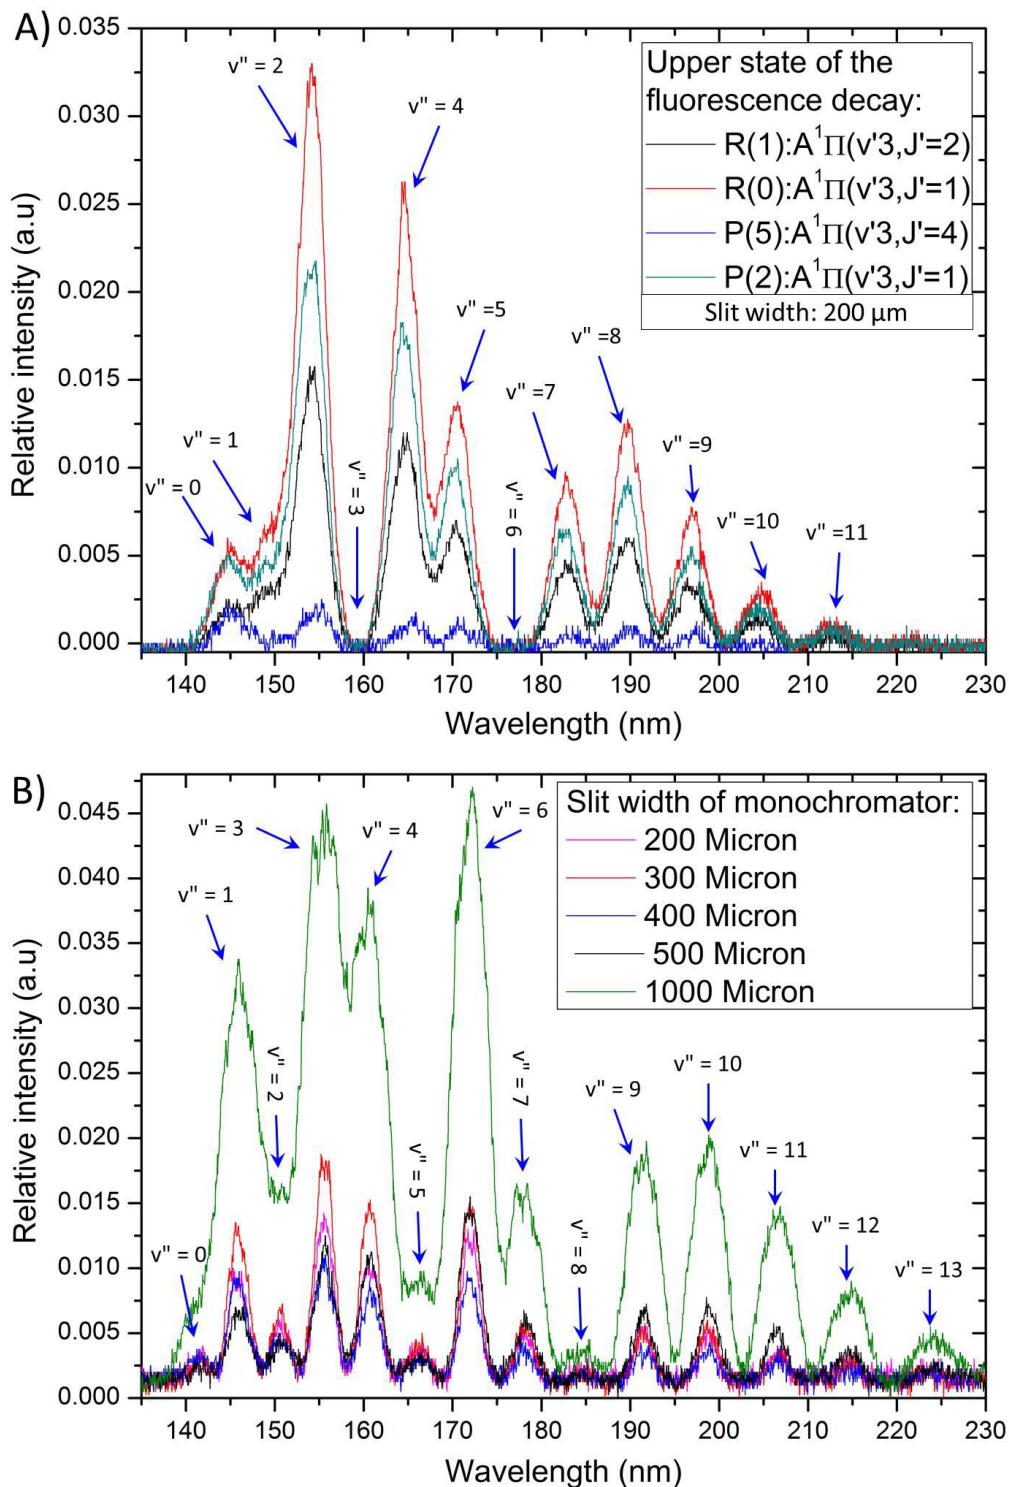 A)
0.035
0.030
0.025
0.020
0.015
0.010
0.005
0.000
Relative intensity (a.u)
140 150 160 170 180 190 200 210 220 230
Wavelength (nm)
Upper state of the
fluorescence decay:
R(1):A¹Π(v'3,J'=2)
R(0):A¹Π(v'3,J'=1)
P(5):A¹Π(v'3,J'=4)
P(2):A¹Π(v'3,J'=1)
Slit width: 200 µm
v" = 0
v" = 1
v" = 2
v" = 3
v" = 4
v" =5
v" =6
v" =7
v" =8
v" =9
v" =10
v" =11
B)
0.045
0.040
0.035
0.030
0.025
0.020
0.015
0.010
0.005
0.000
Relative intensity (a.u)
140 150 160 170 180 190 200 210 220 230
Wavelength (nm)
Slit width of monochromator:
200 Micron
300 Micron
400 Micron
500 Micron
1000 Micron
v" = 0
v" = 1
v" = 2
v" = 3
v" = 4
v" = 5
v" = 6
v" = 7
v" =8
v" = 9
v" = 10
v" = 11
v" = 12
v" = 13